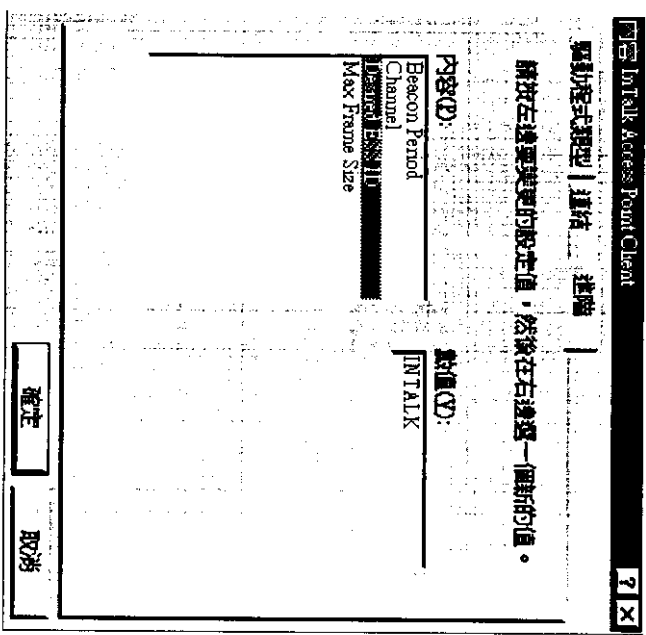 內容 InTalk Access Point Client
驅動程式類型 連結 進階
請按左邊要變更的設定值，然後在右邊選一個新的值。
內容(P):
數值(V):
Beacon Period
Channel
Desired ESSID
Max Frame Size
INTALK
確定
取消